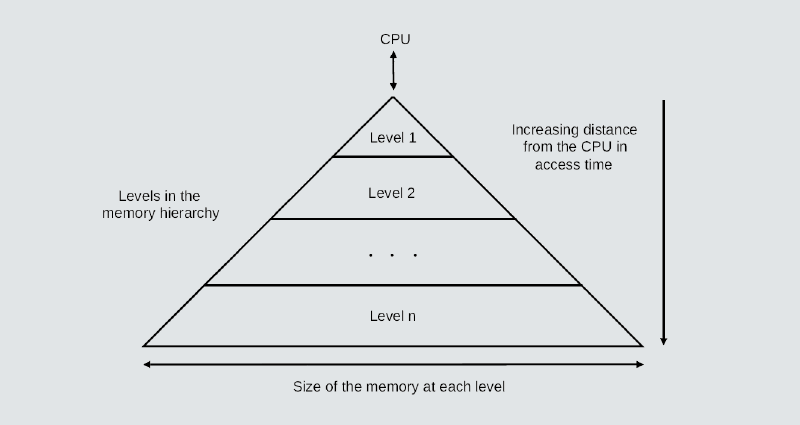 CPU
Level 1
Increasing distance
from the CPU in
access time
Levels in the
memory hierarchy
Level 2
. . .
Level n
Size of the memory at each level